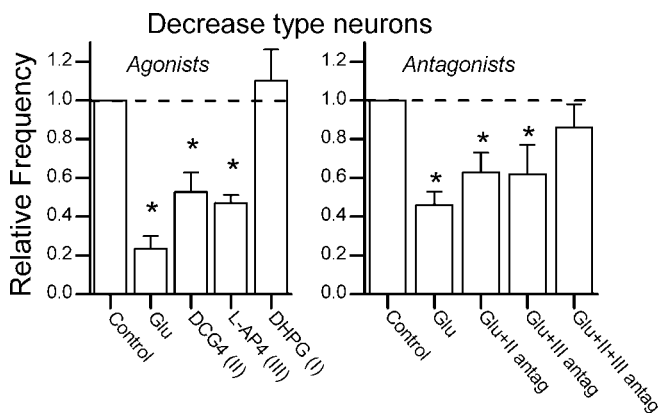 Decrease type neurons
Relative Frequency
Agonists
1.2
1.0
0.8
0.6
0.4
0.2
0.0
*
*
*
Control
Glu
DCG4 (II)
L-AP4 (III)
DHPG (I)
Antagonists
1.2
1.0
0.8
0.6
0.4
0.2
0.0
*
*
*
Control
Glu
Glu+II antag
Glu+III antag
Glu+II+III antag